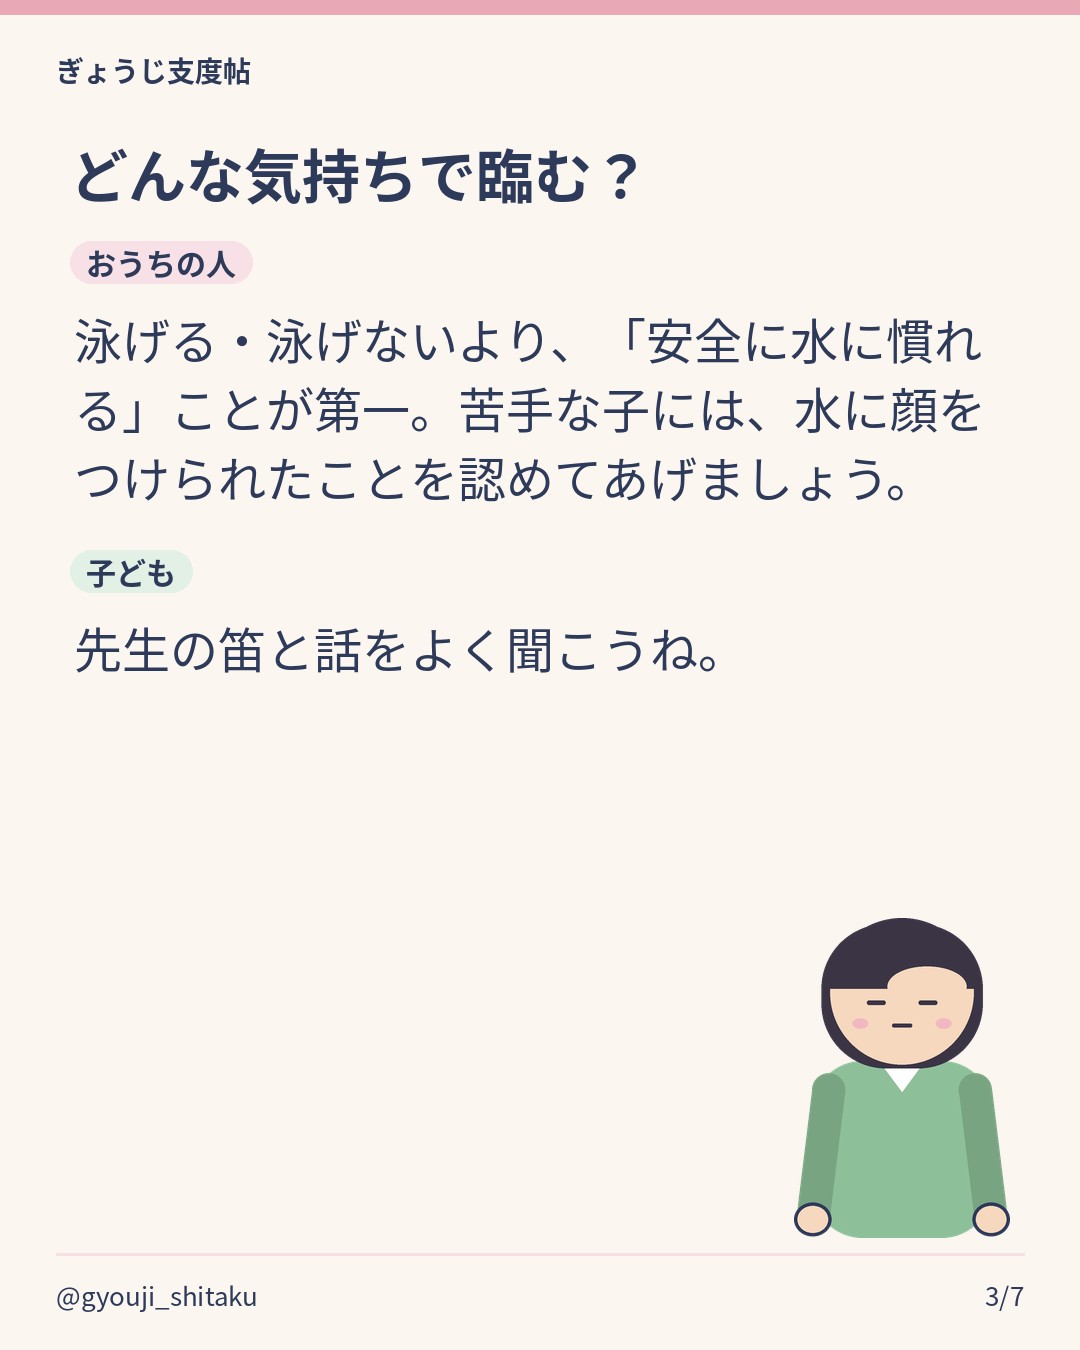 ぎょうじ支度帖
どんな気持ちで臨む？
おうちの人
泳げる・泳げないより、「安全に水に慣れ
る」ことが第一。苦手な子には、水に顔を
つけられたことを認めてあげましょう。
子ども
先生の笛と話をよく聞こうね。
@gyouji_shitaku
3/7